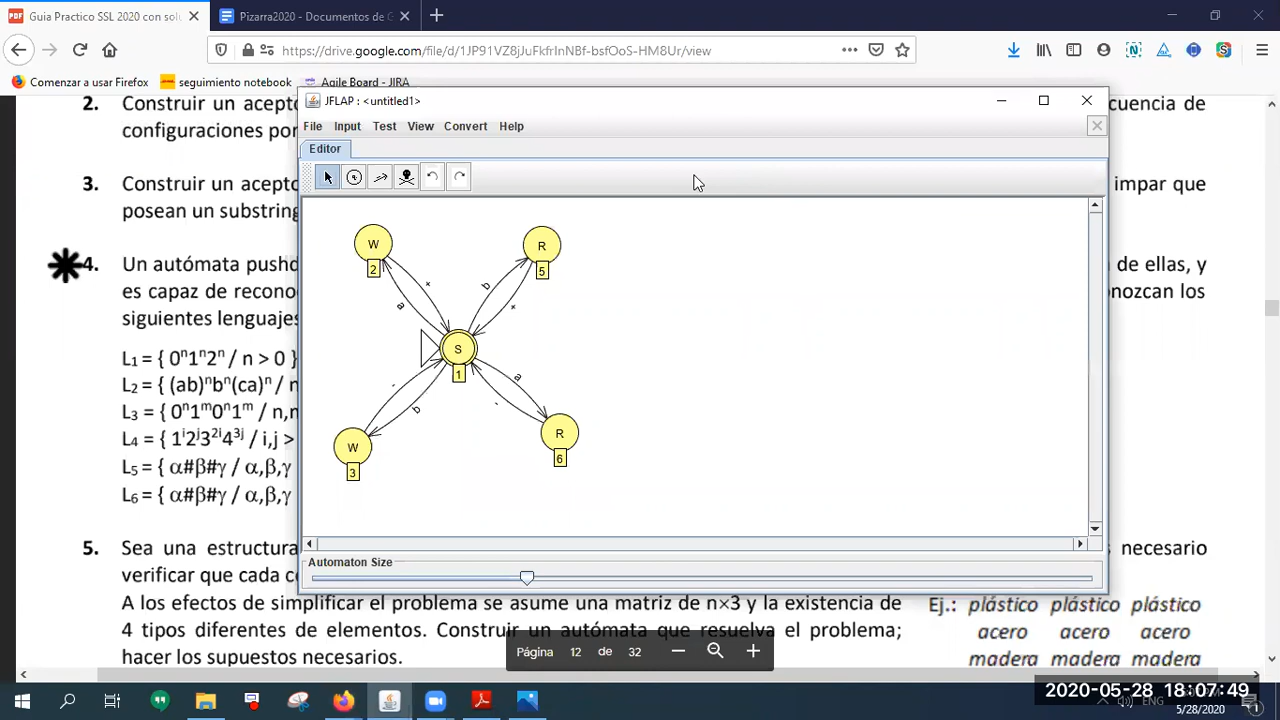 Guia Practico SSL 2020 con solu
Pizarra2020 - Documentos de G
https://drive.google.com/file/d/1JP91VZ8jJuFkfrInNBf-bsfOoS-HM8Ur/view
Comenzar a usar Firefox
seguimiento notebook
Agile Board - JIRA
2. Construir un acepto
cuencia de
configuraciones por
3. Construir un acepto
impar que
posean un substring
4. Un autómata pushdo
de ellas, y
es capaz de recono
nozcan los
siguientes lenguajes
L1 = { 0ⁿ1ⁿ2ⁿ / n > 0 }
L2 = { (ab)ⁿbⁿ(ca)ⁿ / n
L3 = { 0ⁿ1ᵐ0ⁿ1ᵐ / n,n
L4 = { 1ⁱ2ʲ3²ⁱ4³ʲ / i,j >
L5 = { α#β#γ / α,β,γ
L6 = { α#β#γ / α,β,γ
5. Sea una estructura
necesario
verificar que cada co
A los efectos de simplificar el problema se asume una matriz de n×3 y la existencia de
4 tipos diferentes de elementos. Construir un autómata que resuelva el problema;
hacer los supuestos necesarios.
Ej.: plástico plástico plástico
acero acero acero
madera madera madera
JFLAP : <untitled1>
File Input Test View Convert Help
Editor
W
2
R
5
+
a
b
+
S
1
-
b
a
-
W
3
R
6
Automaton Size
Página 12 de 32
2020-05-28 18:07:49
ENG
5/28/2020
1